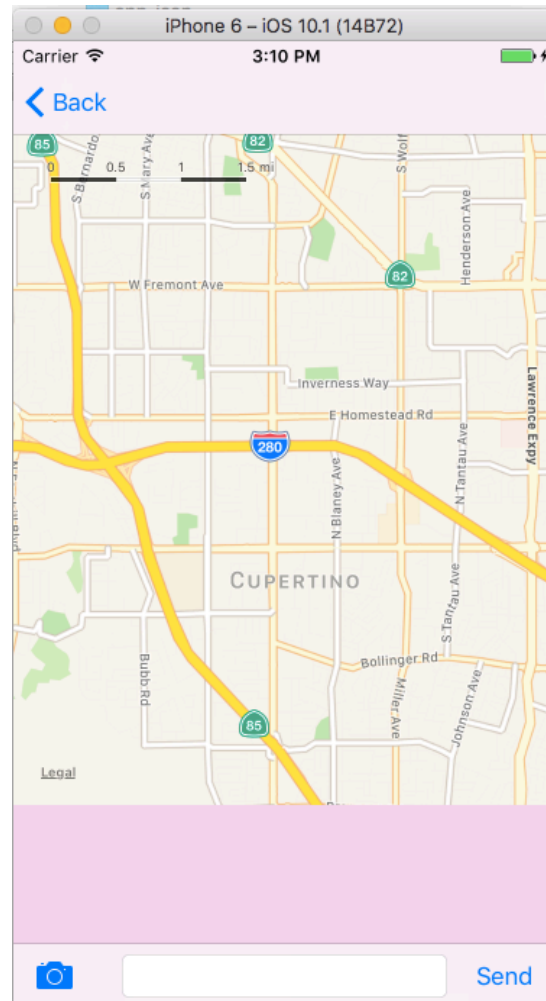 iPhone 6 – iOS 10.1 (14B72)
Carrier
3:10 PM
Back
85
82
0 0.5 1 1.5 mi
S Bernardo
S Mary Ave
S Wolf
Henderson Ave
82
W Fremont Ave
Inverness Way
Lawrence Expy
E Homestead Rd
280
N Blaney Ave
N Tantau Ave
CUPERTINO
S Tantau Ave
Bubb Rd
Bollinger Rd
Miller Ave
Johnson Ave
85
Legal
Send